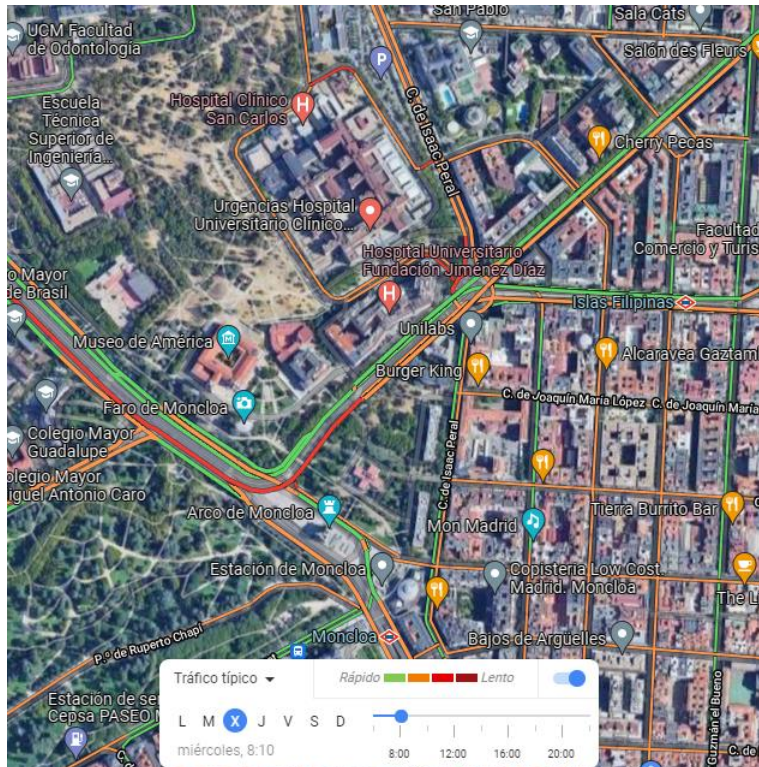 San Pablo
Sala Cats
UCM Facultad
de Odontología
Salón des Fleurs
P
Escuela
Técnica
Superior de
Ingeniería...
Hospital Clínico
San Carlos
H
C. de Isaac Peral
Cherry Pecas
Urgencias Hospital
Universitario Clínico...
Hospital Universitario
Fundación Jiménez Díaz
H
Facultad
Comercio y Turis
o Mayor
de Brasil
Islas Filipinas
Museo de América
Unilabs
Burger King
Alcaravea Gaztam
C. de Joaquín María López
C. de Joaquín María
Faro de Moncloa
Colegio Mayor
Guadalupe
olegio Mayor
iguel Antonio Caro
C. de Isaac Peral
Arco de Moncloa
Mon Madrid
Tierra Burrito Bar
Estación de Moncloa
Copisteria Low Cost.
Madrid. Moncloa
The L
Moncloa
Bajos de Argüelles
P.º de Ruperto Chapí
Guzmán el Bueno
Estación de ser
Cepsa PASEO M
Tráfico típico
Rápido
Lento
L M X J V S D
miércoles, 8:10
8:00 12:00 16:00 20:00
C. de